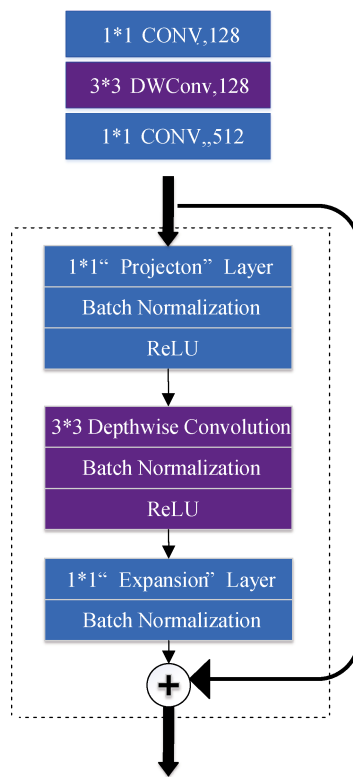 1*1 CONV,128
3*3 DWConv,128
1*1 CONV,,512
1*1“ Projecton” Layer
Batch Normalization
ReLU
3*3 Depthwise Convolution
Batch Normalization
ReLU
1*1“ Expansion” Layer
Batch Normalization
+